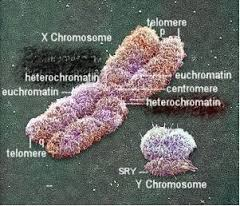 telomere
p
X Chromosome
heterochromatin
euchromatin
euchromatin
centromere
heterochromatin
q
telomere
SRY
Y Chromosome